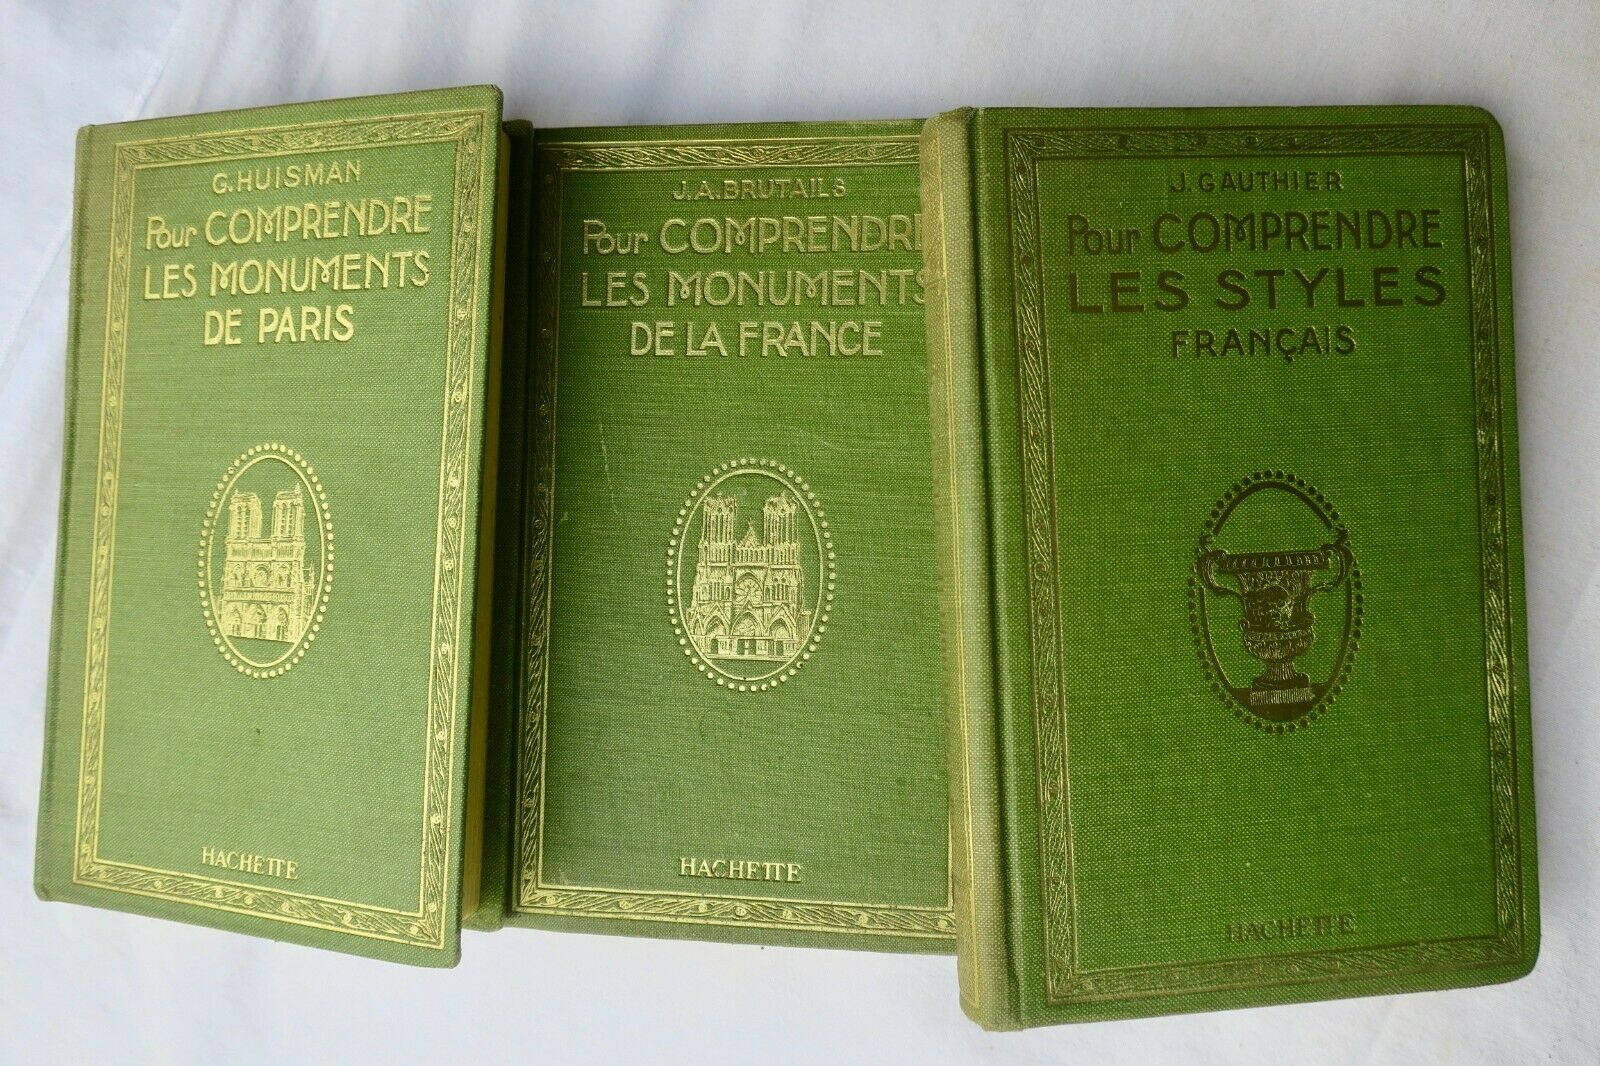 G. HUISMAN
Pour COMPRENDRE
LES MONUMENTS
DE PARIS
HACHETTE
J. A. BRUTAILS
Pour COMPRENDRE
LES MONUMENTS
DE LA FRANCE
HACHETTE
J. GAUTHIER
Pour COMPRENDRE
LES STYLES
FRANÇAIS
HACHETTE